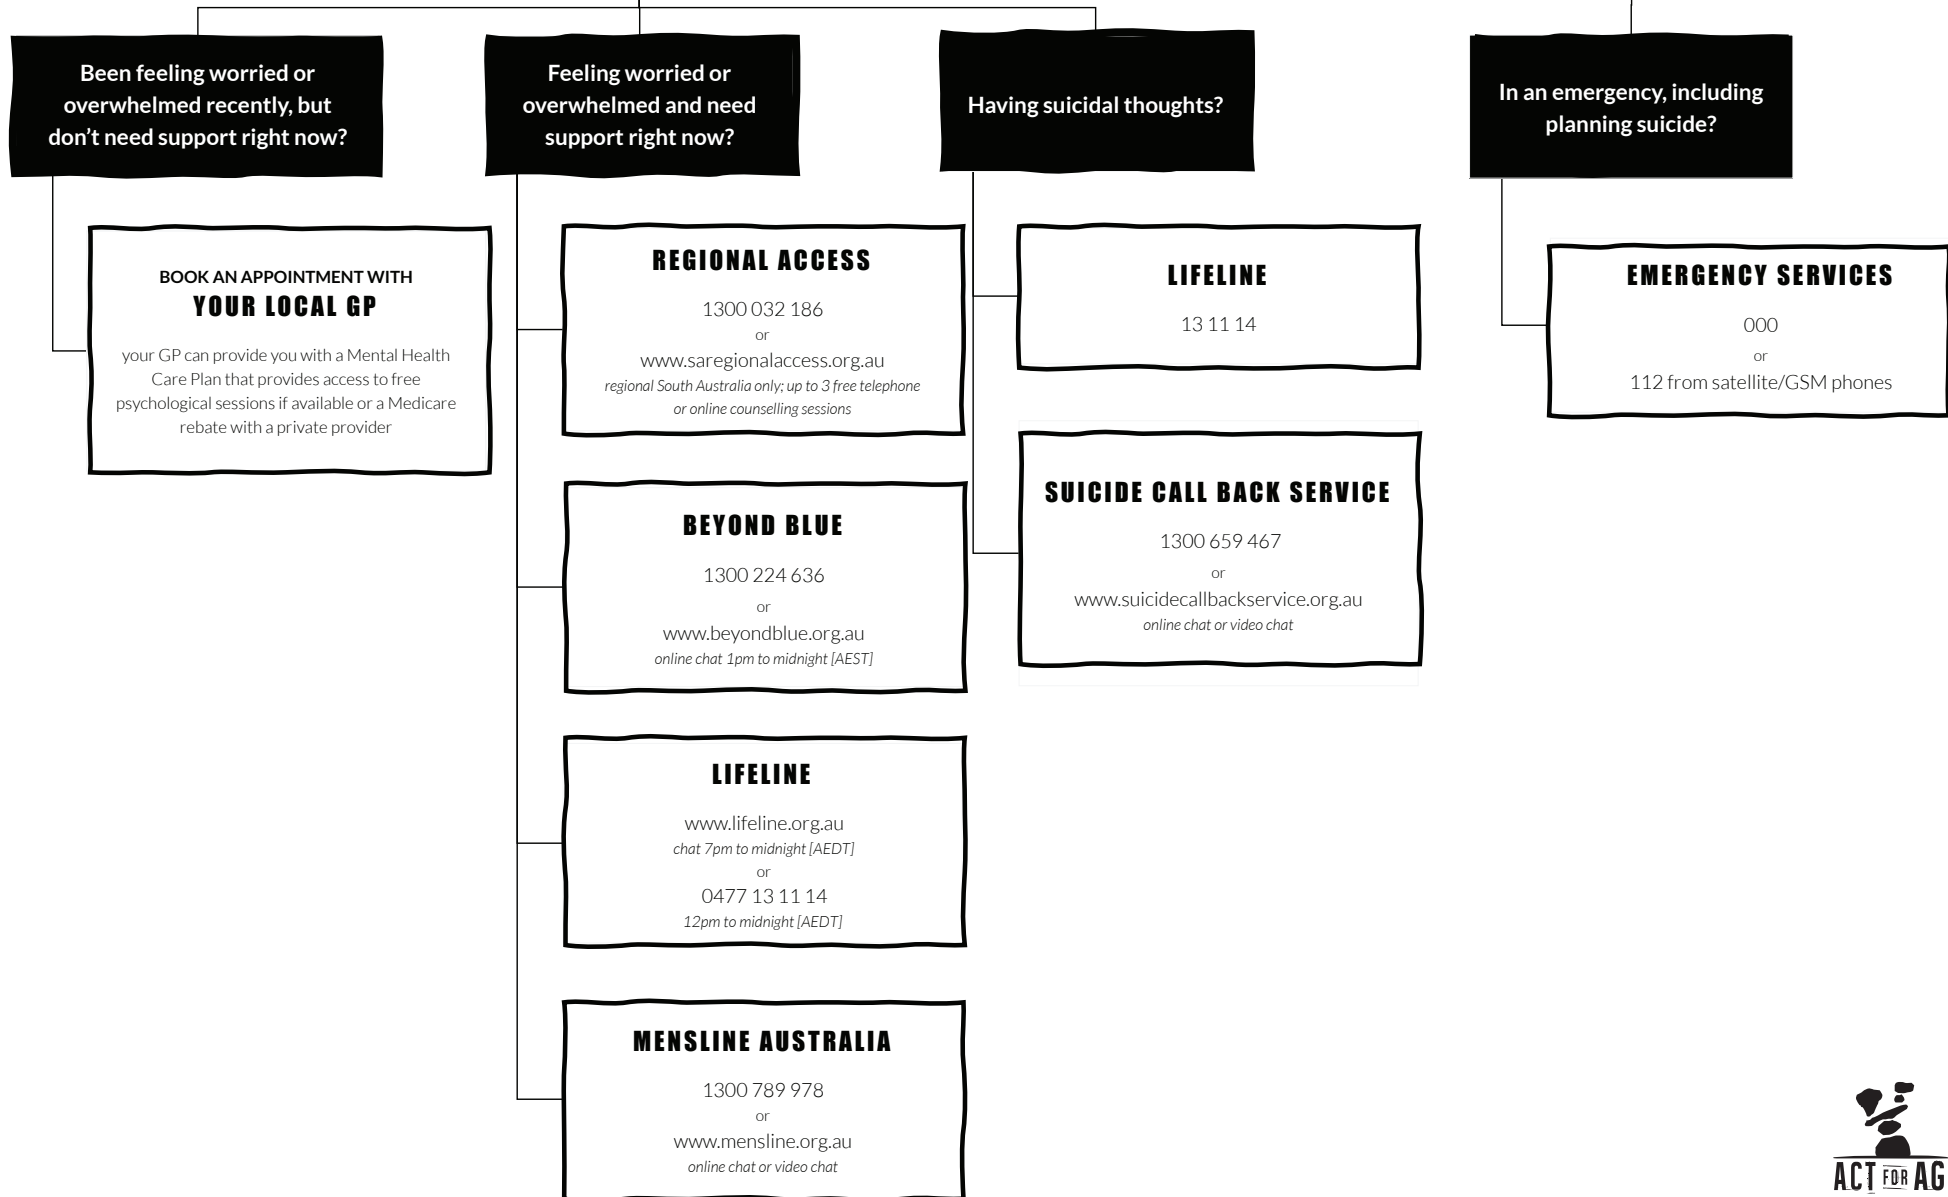 Been feeling worried or
overwhelmed recently, but
don't need support right now?
BOOK AN APPOINTMENT WITH
YOUR LOCAL GP
your GP can provide you with a Mental Health
Care Plan that provides access to free
psychological sessions if available or a Medicare
rebate with a private provider
Feeling worried or
overwhelmed and need
support right now?
REGIONAL ACCESS
1300 032 186
or
www.saregionalaccess.org.au
regional South Australia only; up to 3 free telephone
or online counselling sessions
BEYOND BLUE
1300 224 636
or
www.beyondblue.org.au
online chat 1pm to midnight [AEST]
LIFELINE
www.lifeline.org.au
chat 7pm to midnight [AEDT]
or
0477 13 11 14
12pm to midnight [AEDT]
MENSLINE AUSTRALIA
1300 789 978
or
www.mensline.org.au
online chat or video chat
Having suicidal thoughts?
LIFELINE
13 11 14
SUICIDE CALL BACK SERVICE
1300 659 467
or
www.suicidecallbackservice.org.au
online chat or video chat
In an emergency, including
planning suicide?
EMERGENCY SERVICES
000
or
112 from satellite/GSM phones
ACT FOR AG